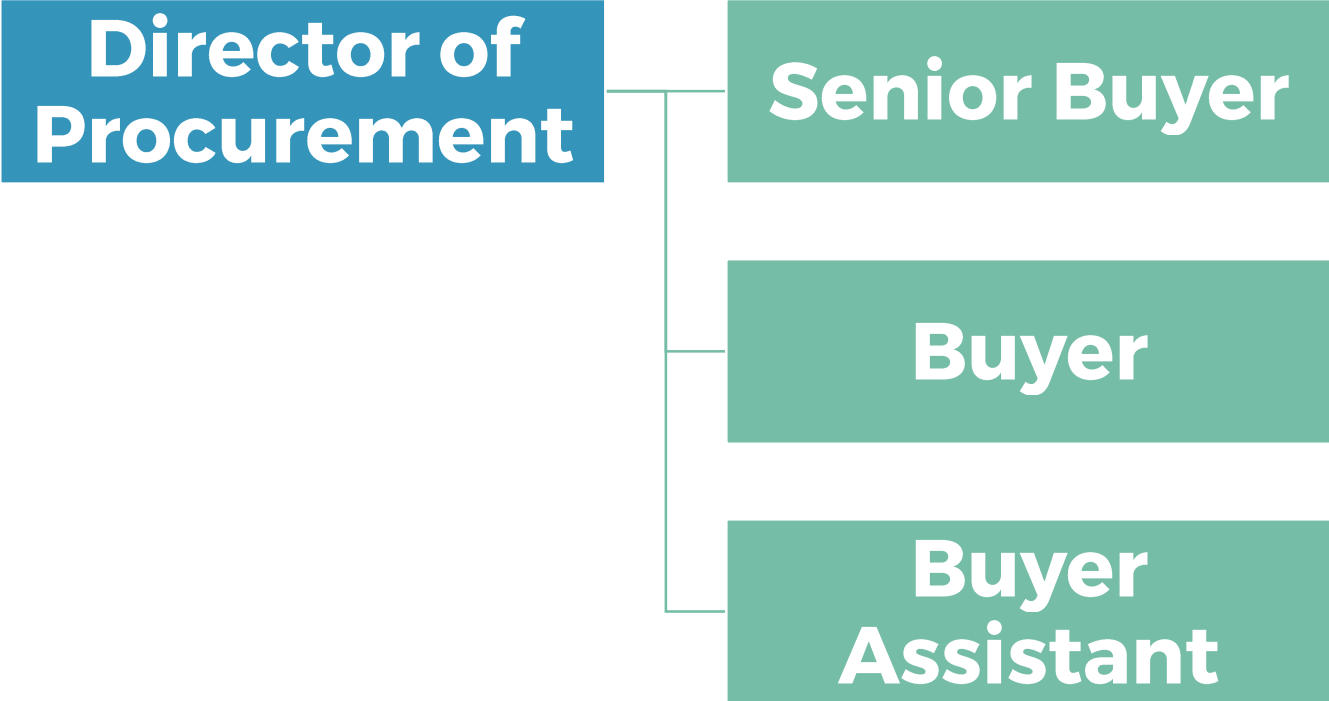 Director of
Procurement
Senior Buyer
Buyer
Buyer
Assistant